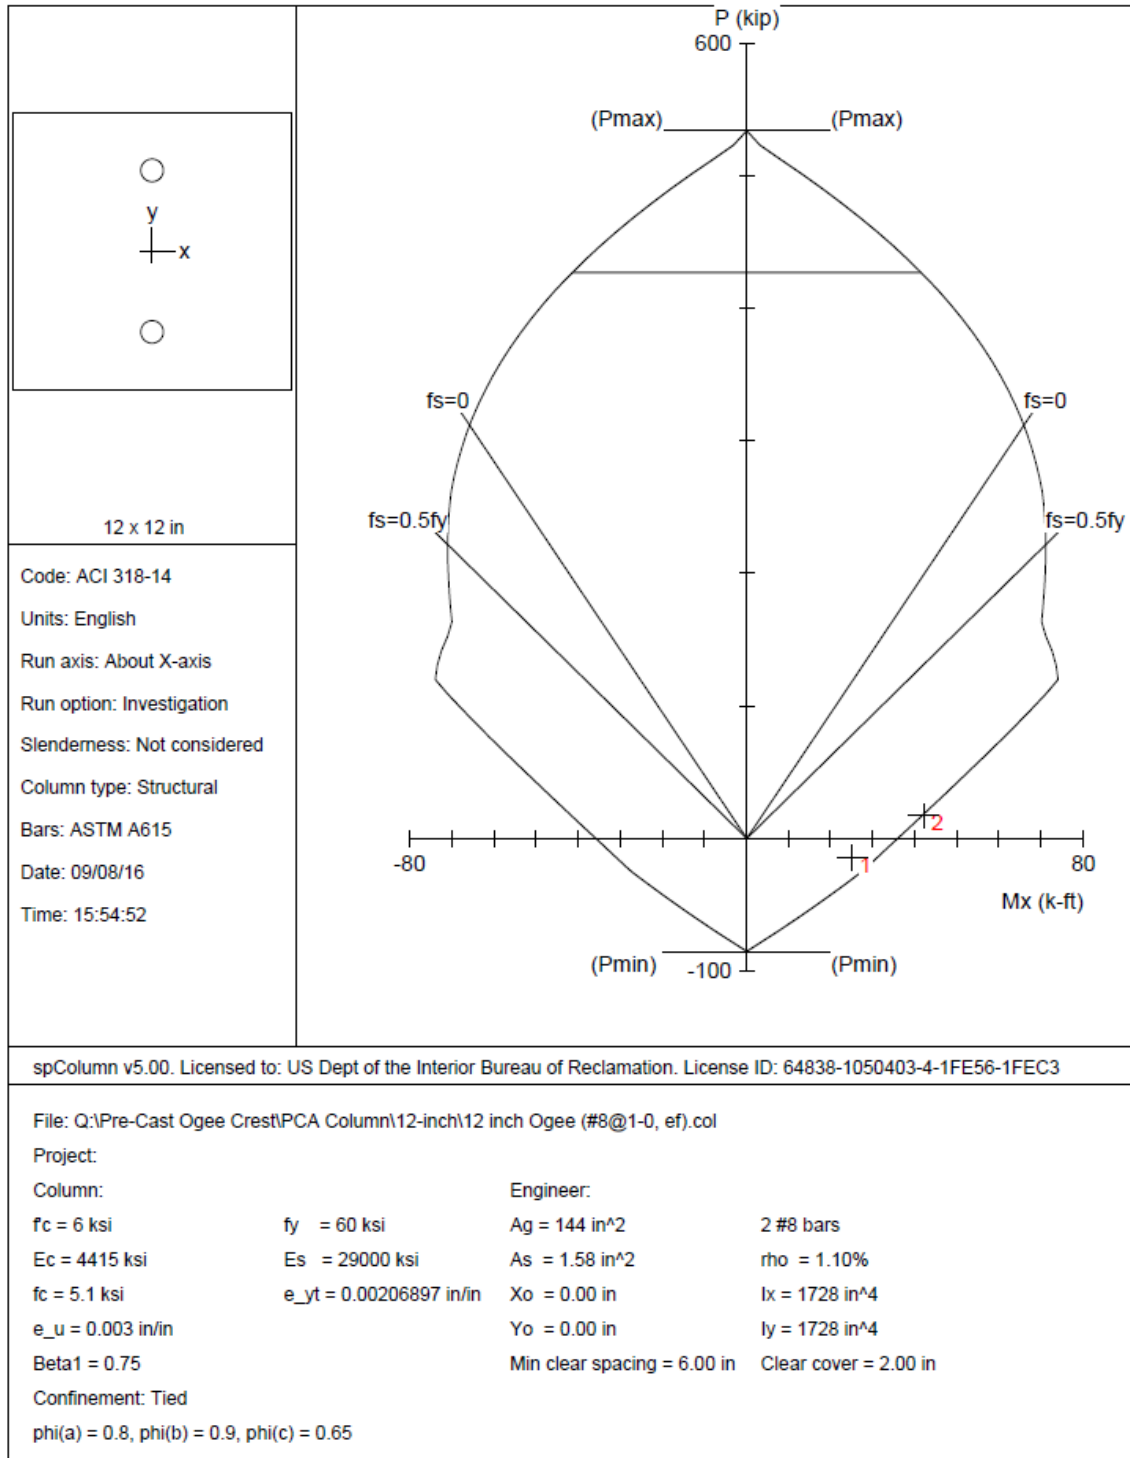 P (kip)
600
(Pmax)
(Pmax)
fs=0
fs=0
fs=0.5fy
fs=0.5fy
-80
80
Mx (k-ft)
2
1
(Pmin)
-100
(Pmin)
y
x
12 x 12 in
Code: ACI 318-14
Units: English
Run axis: About X-axis
Run option: Investigation
Slenderness: Not considered
Column type: Structural
Bars: ASTM A615
Date: 09/08/16
Time: 15:54:52
spColumn v5.00. Licensed to: US Dept of the Interior Bureau of Reclamation. License ID: 64838-1050403-4-1FE56-1FEC3
File: Q:\Pre-Cast Ogee Crest\PCA Column\12-inch\12 inch Ogee (#8@1-0, ef).col
Project:
Column: Engineer:
f'c = 6 ksi fy = 60 ksi Ag = 144 in^2 2 #8 bars
Ec = 4415 ksi Es = 29000 ksi As = 1.58 in^2 rho = 1.10%
fc = 5.1 ksi e_yt = 0.00206897 in/in Xo = 0.00 in Ix = 1728 in^4
e_u = 0.003 in/in Yo = 0.00 in Iy = 1728 in^4
Beta1 = 0.75 Min clear spacing = 6.00 in Clear cover = 2.00 in
Confinement: Tied
phi(a) = 0.8, phi(b) = 0.9, phi(c) = 0.65